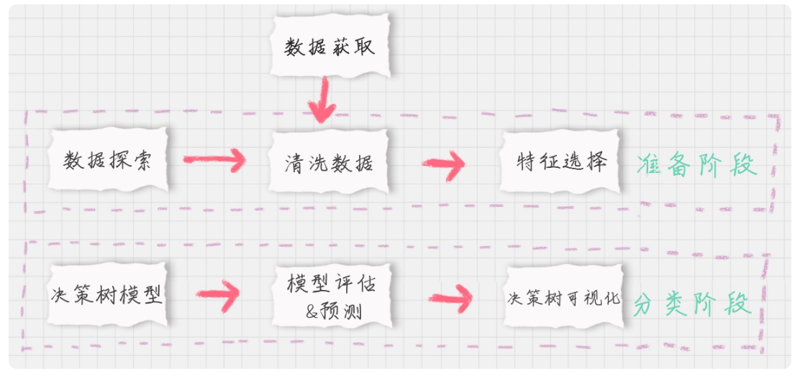 数据获取
数据探索
清洗数据
特征选择
准备阶段
决策树模型
模型评估
&预测
决策树可视化
分类阶段